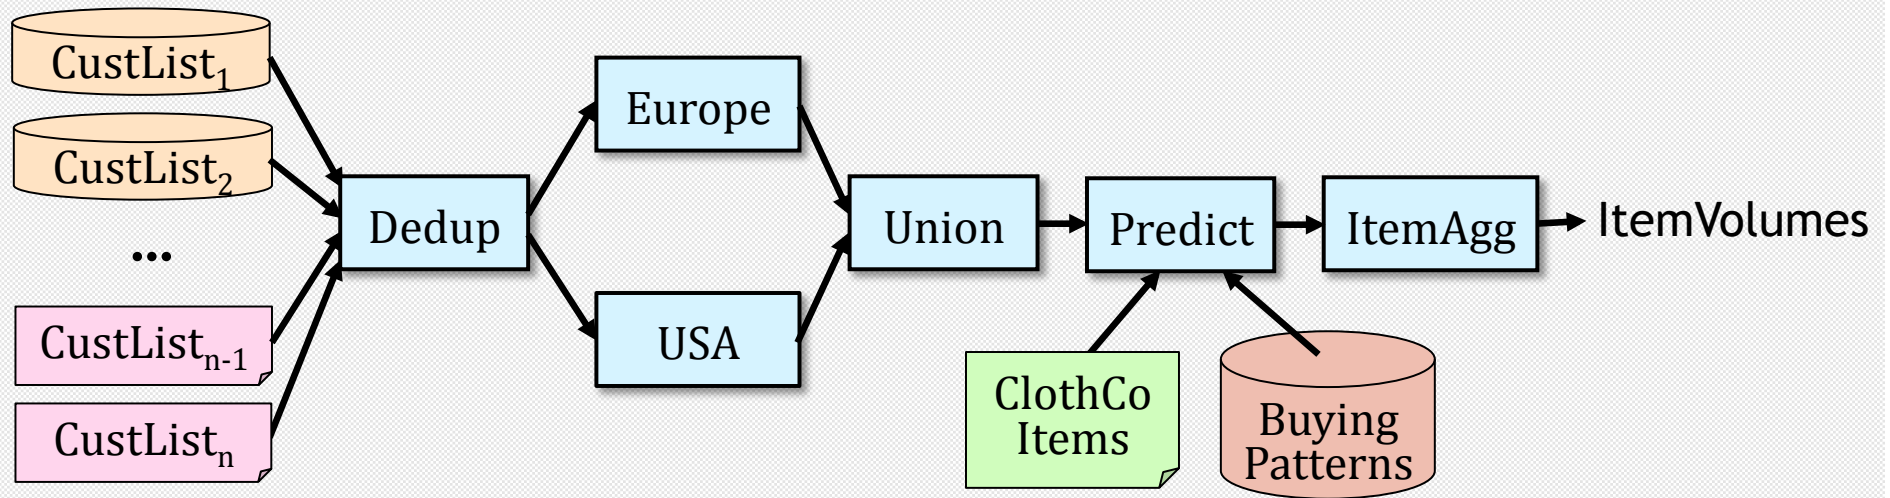 CustList₁
CustList₂
...
CustListₙ₋₁
CustListₙ
Dedup
Europe
USA
Union
Predict
ItemAgg
ItemVolumes
ClothCo
Items
Buying
Patterns